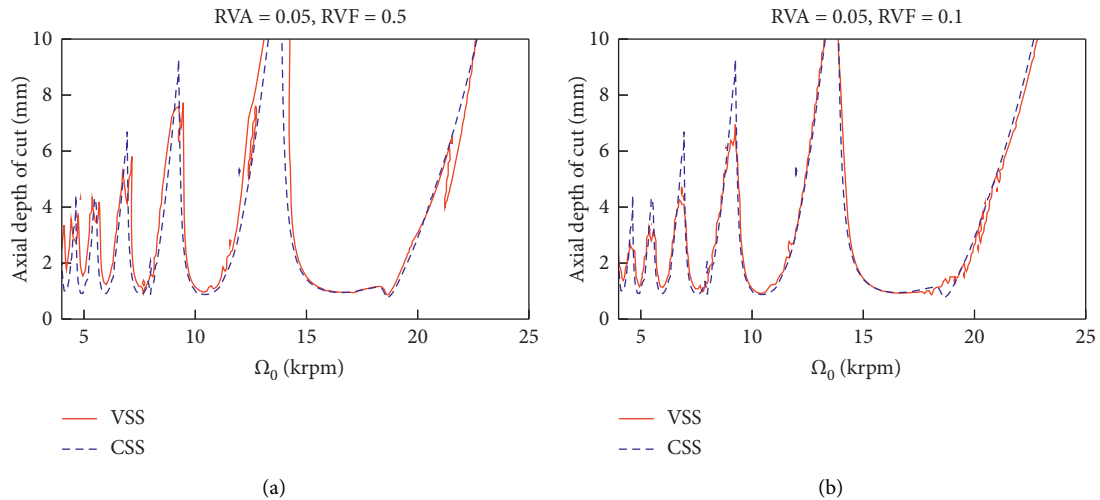 RVA = 0.05, RVF = 0.5
Axial depth of cut (mm)
10
8
6
4
2
0
5 10 15 20 25
Ω0 (krpm)
VSS
CSS
(a)
RVA = 0.05, RVF = 0.1
Axial depth of cut (mm)
10
8
6
4
2
0
5 10 15 20 25
Ω0 (krpm)
VSS
CSS
(b)